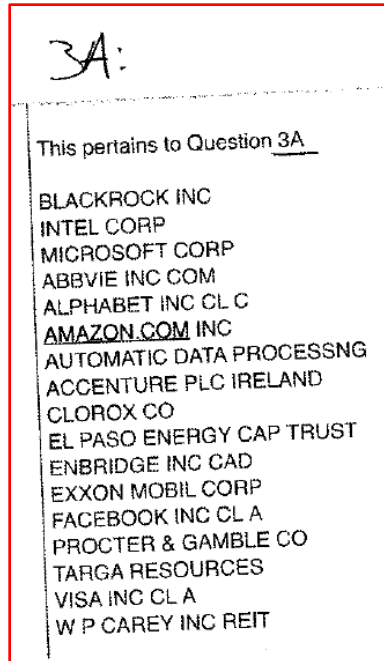 3A:
This pertains to Question 3A
BLACKROCK INC
INTEL CORP
MICROSOFT CORP
ABBVIE INC COM
ALPHABET INC CL C
AMAZON.COM INC
AUTOMATIC DATA PROCESSNG
ACCENTURE PLC IRELAND
CLOROX CO
EL PASO ENERGY CAP TRUST
ENBRIDGE INC CAD
EXXON MOBIL CORP
FACEBOOK INC CL A
PROCTER & GAMBLE CO
TARGA RESOURCES
VISA INC CL A
W P CAREY INC REIT